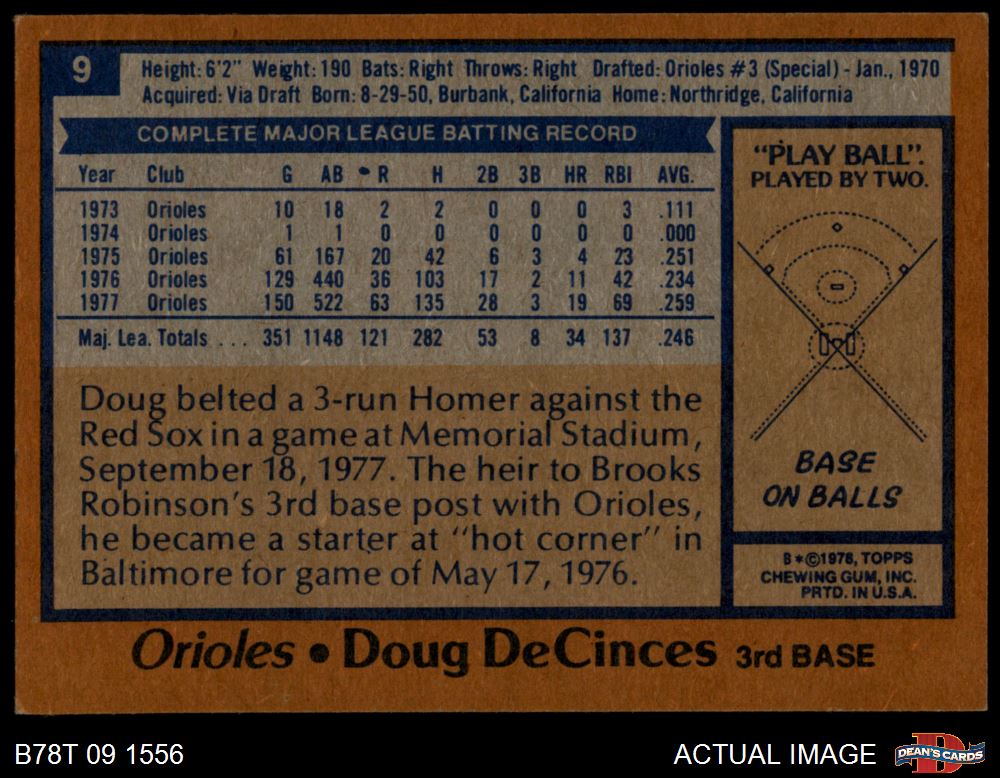 9
Height: 6'2" Weight: 190 Bats: Right Throws: Right Drafted: Orioles #3 (Special) - Jan., 1970
Acquired: Via Draft Born: 8-29-50, Burbank, California Home: Northridge, California
COMPLETE MAJOR LEAGUE BATTING RECORD
Year Club G AB R H 2B 3B HR RBI AVG.
1973 Orioles 10 18 2 2 0 0 0 3 .111
1974 Orioles 1 1 0 0 0 0 0 0 .000
1975 Orioles 61 167 20 42 6 3 4 23 .251
1976 Orioles 129 440 36 103 17 2 11 42 .234
1977 Orioles 150 522 63 135 28 3 19 69 .259
Maj. Lea. Totals . . . 351 1148 121 282 53 8 34 137 .246
Doug belted a 3-run Homer against the
Red Sox in a game at Memorial Stadium,
September 18, 1977. The heir to Brooks
Robinson's 3rd base post with Orioles,
he became a starter at "hot corner" in
Baltimore for game of May 17, 1976.
"PLAY BALL".
PLAYED BY TWO.
BASE
ON BALLS
B*©1978, TOPPS
CHEWING GUM, INC.
PRTD. IN U.S.A.
Orioles • Doug DeCinces 3rd BASE
B78T 09 1556
ACTUAL IMAGE
DEAN'S CARDS